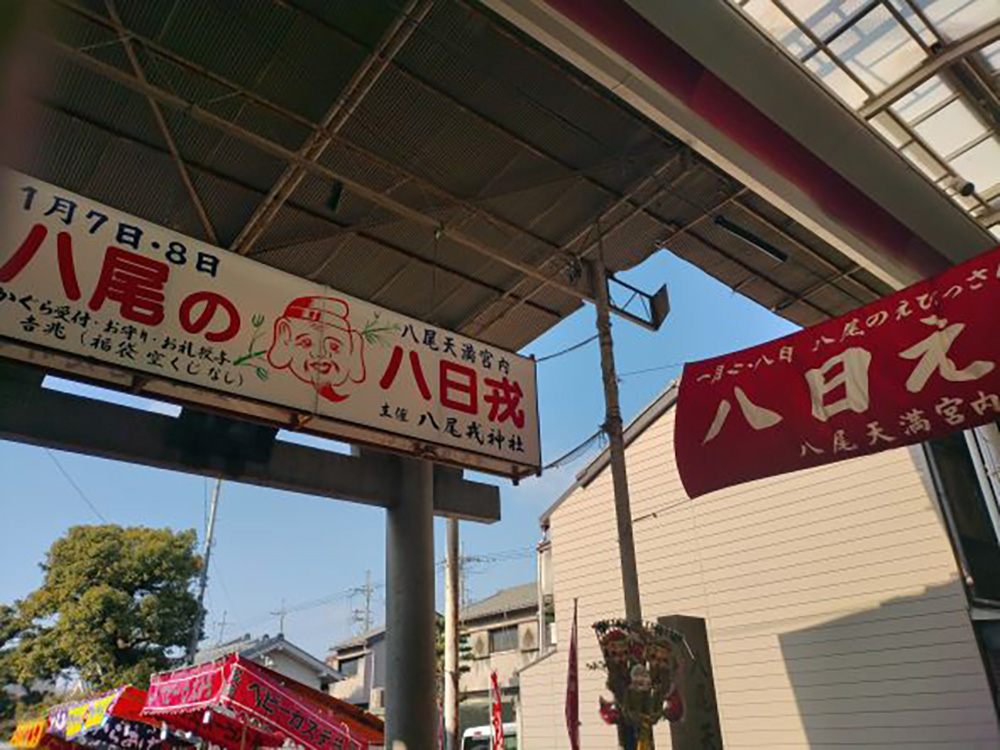 1月7日・8日
八尾の
かぐら受付・お守り・お札授与
吉兆(福袋空くじなし)
八尾天満宮内
八日戎
主催 八尾戎神社
一月七・八日 八尾のえびっさ
八日え
八尾天満宮内
ベビーカステ